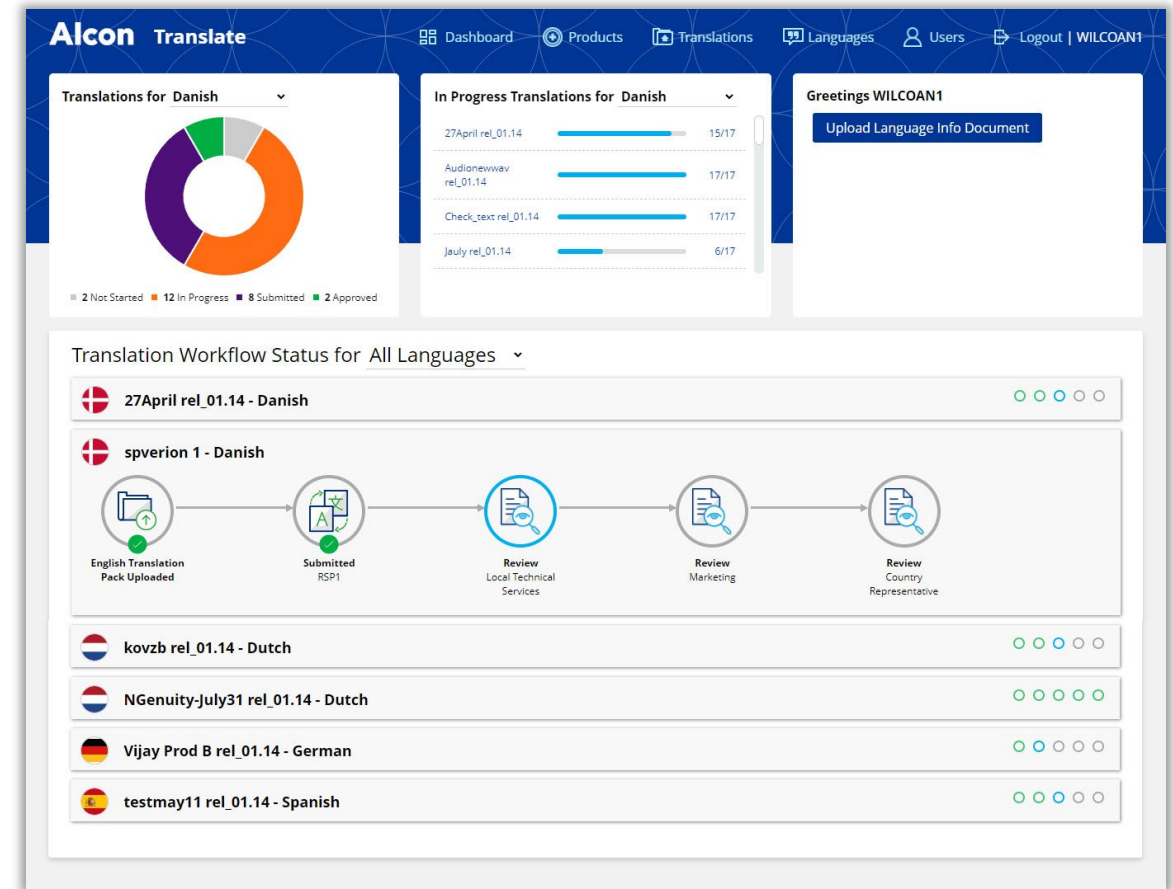 Alcon Translate
Dashboard
Products
Translations
Languages
Users
Logout | WILCOAN1
Translations for Danish
2 Not Started 12 In Progress 8 Submitted 2 Approved
In Progress Translations for Danish
27April rel_01.14 15/17
Audionewwav
rel_01.14
17/17
Check_text rel_01.14 17/17
Jauly rel_01.14 6/17
Greetings WILCOAN1
Upload Language Info Document
Translation Workflow Status for All Languages
27April rel_01.14 - Danish
spverion 1 - Danish
English Translation
Pack Uploaded
Submitted
RSP1
Review
Local Technical
Services
Review
Marketing
Review
Country
Representative
kovzb rel_01.14 - Dutch
NGenuity-July31 rel_01.14 - Dutch
Vijay Prod B rel_01.14 - German
testmay11 rel_01.14 - Spanish